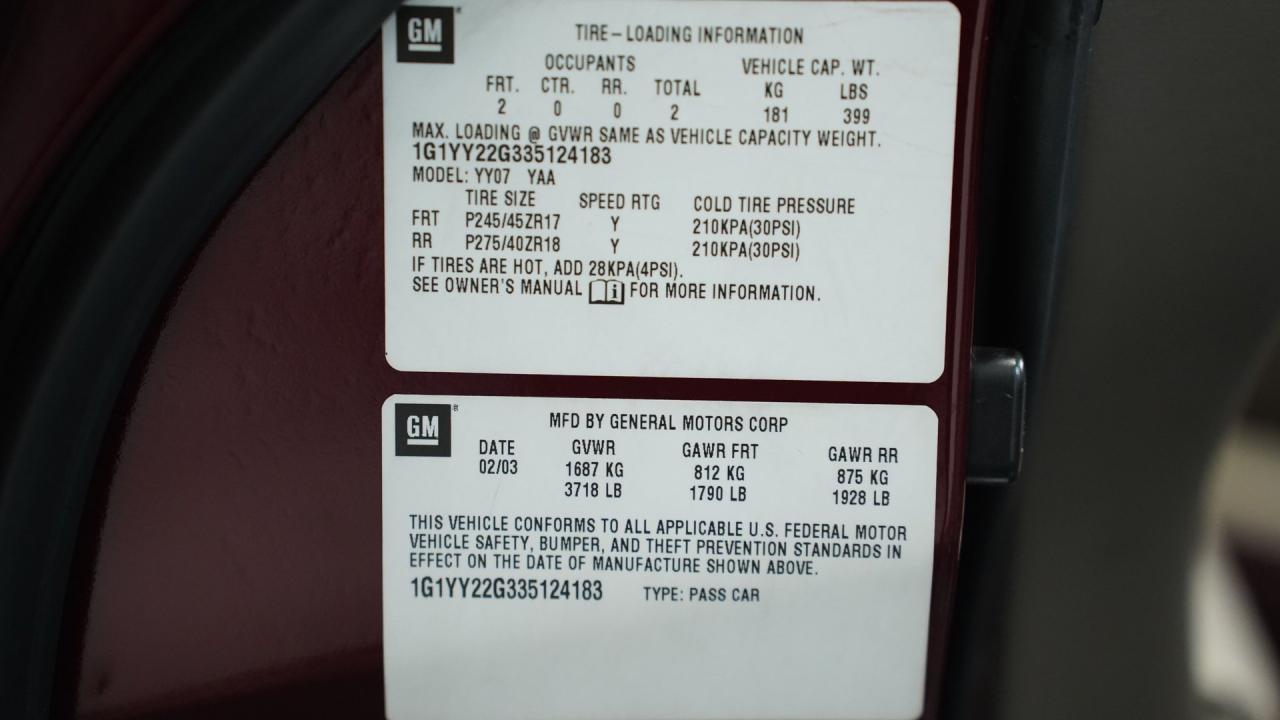 GM
TIRE-LOADING INFORMATION
OCCUPANTS VEHICLE CAP. WT.
FRT. CTR. RR. TOTAL KG LBS
2 0 0 2 181 399
MAX. LOADING @ GVWR SAME AS VEHICLE CAPACITY WEIGHT.
1G1YY22G335124183
MODEL: YY07 YAA
TIRE SIZE SPEED RTG COLD TIRE PRESSURE
FRT P245/45ZR17 Y 210KPA(30PSI)
RR P275/40ZR18 Y 210KPA(30PSI)
IF TIRES ARE HOT, ADD 28KPA(4PSI).
SEE OWNER'S MANUAL FOR MORE INFORMATION.
GM®
MFD BY GENERAL MOTORS CORP
DATE GVWR GAWR FRT GAWR RR
02/03 1687 KG 812 KG 875 KG
3718 LB 1790 LB 1928 LB
THIS VEHICLE CONFORMS TO ALL APPLICABLE U.S. FEDERAL MOTOR
VEHICLE SAFETY, BUMPER, AND THEFT PREVENTION STANDARDS IN
EFFECT ON THE DATE OF MANUFACTURE SHOWN ABOVE.
1G1YY22G335124183 TYPE: PASS CAR